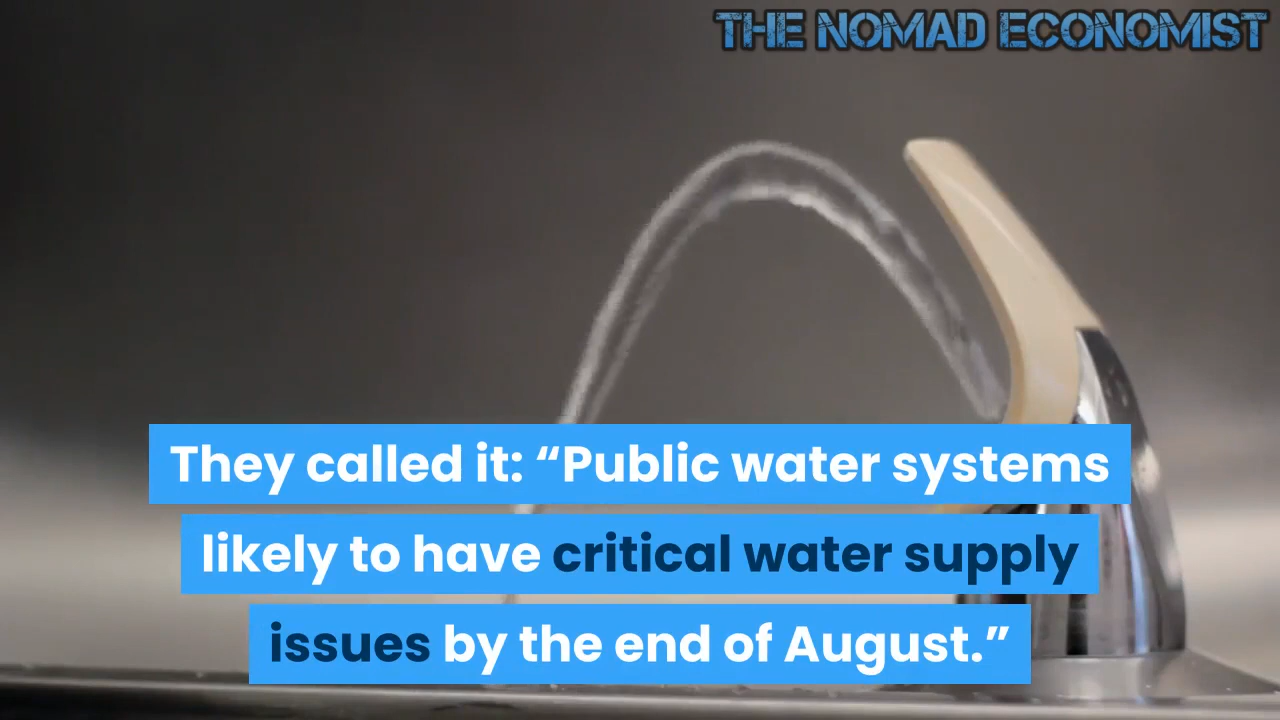 THE NOMAD ECONOMIST
They called it: “Public water systems
likely to have critical water supply
issues by the end of August.”